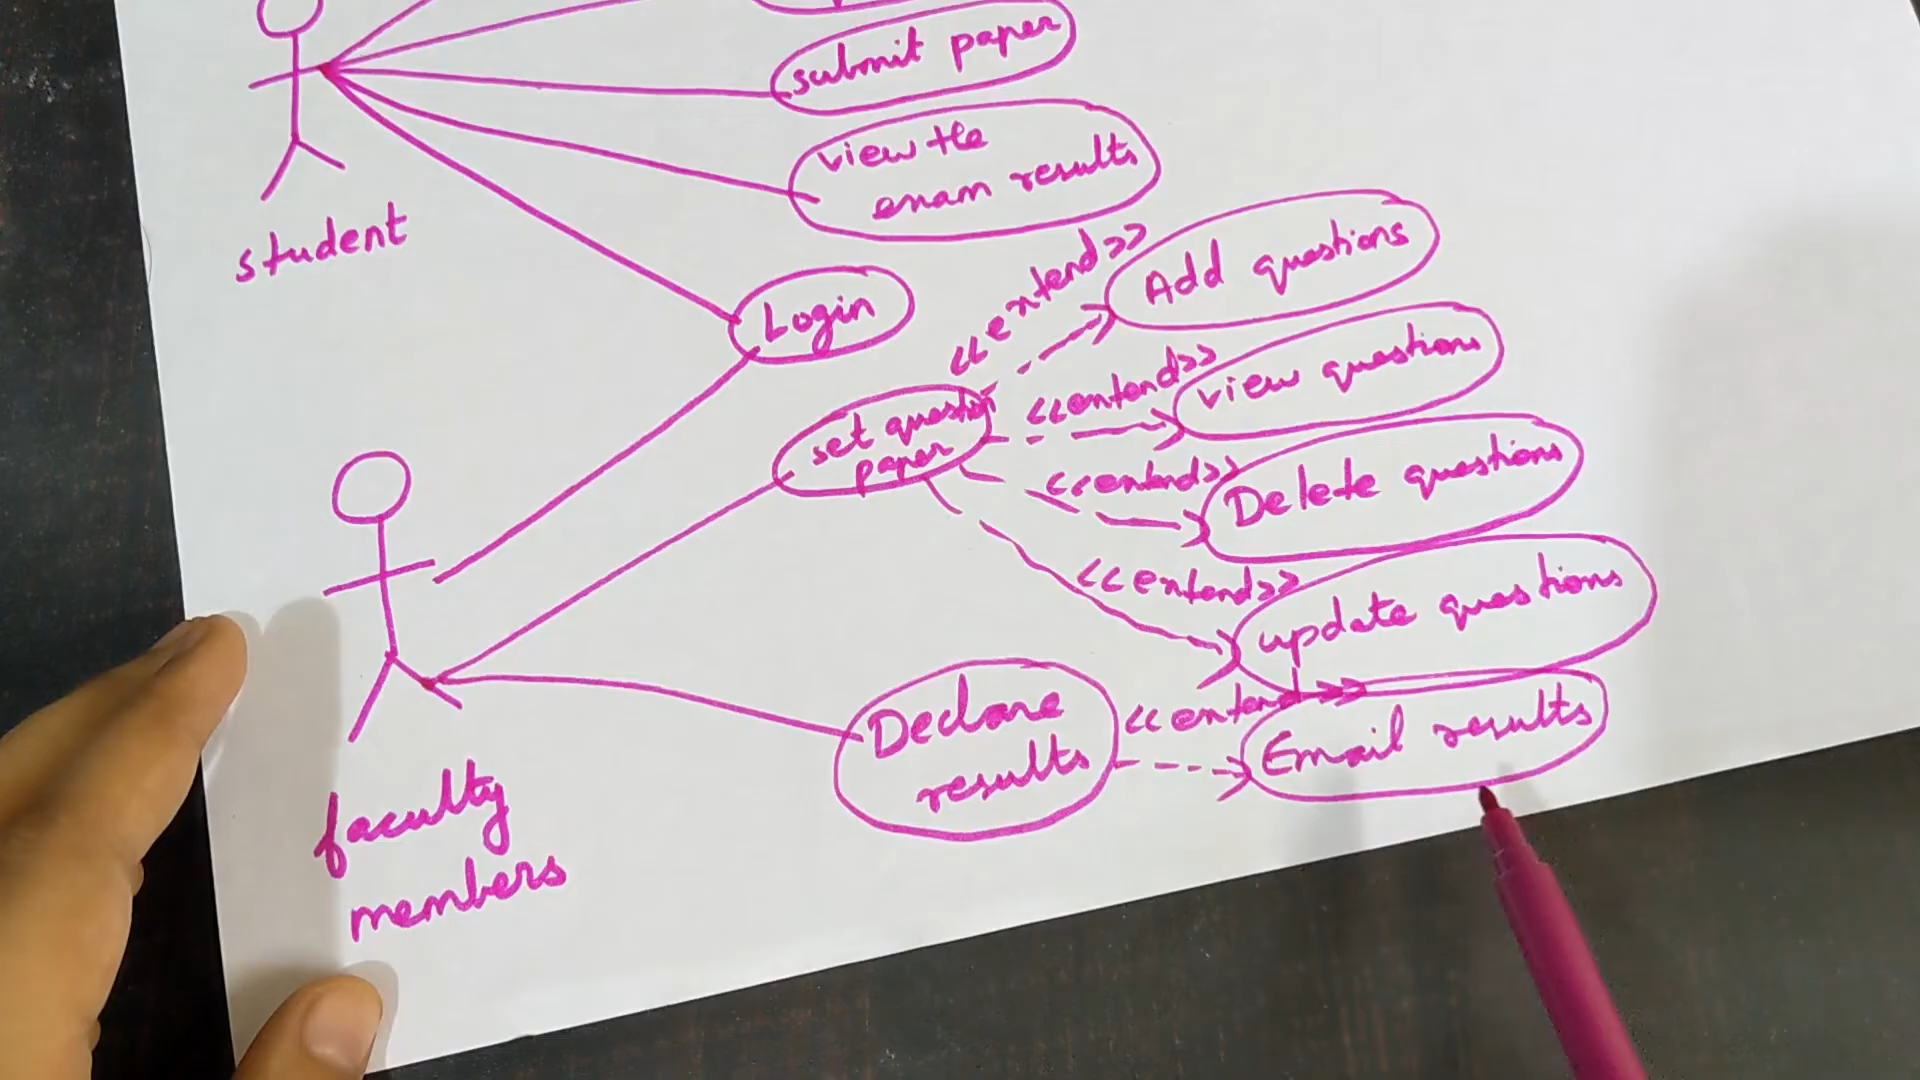 submit paper
view the
enam results
student
Login
<<extend>>
Add questions
<<extend>>
view questions
set question
paper
<<extend>>
Delete questions
<<extend>>
update questions
Declare
results
<<extend>>
Email results
faculty
members